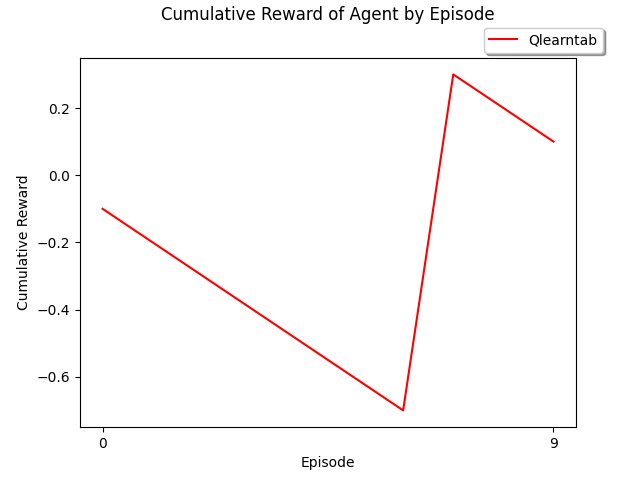 Cumulative Reward of Agent by Episode
Qlearntab
0.2
0.0
−0.2
−0.4
−0.6
Cumulative Reward
0 9
Episode